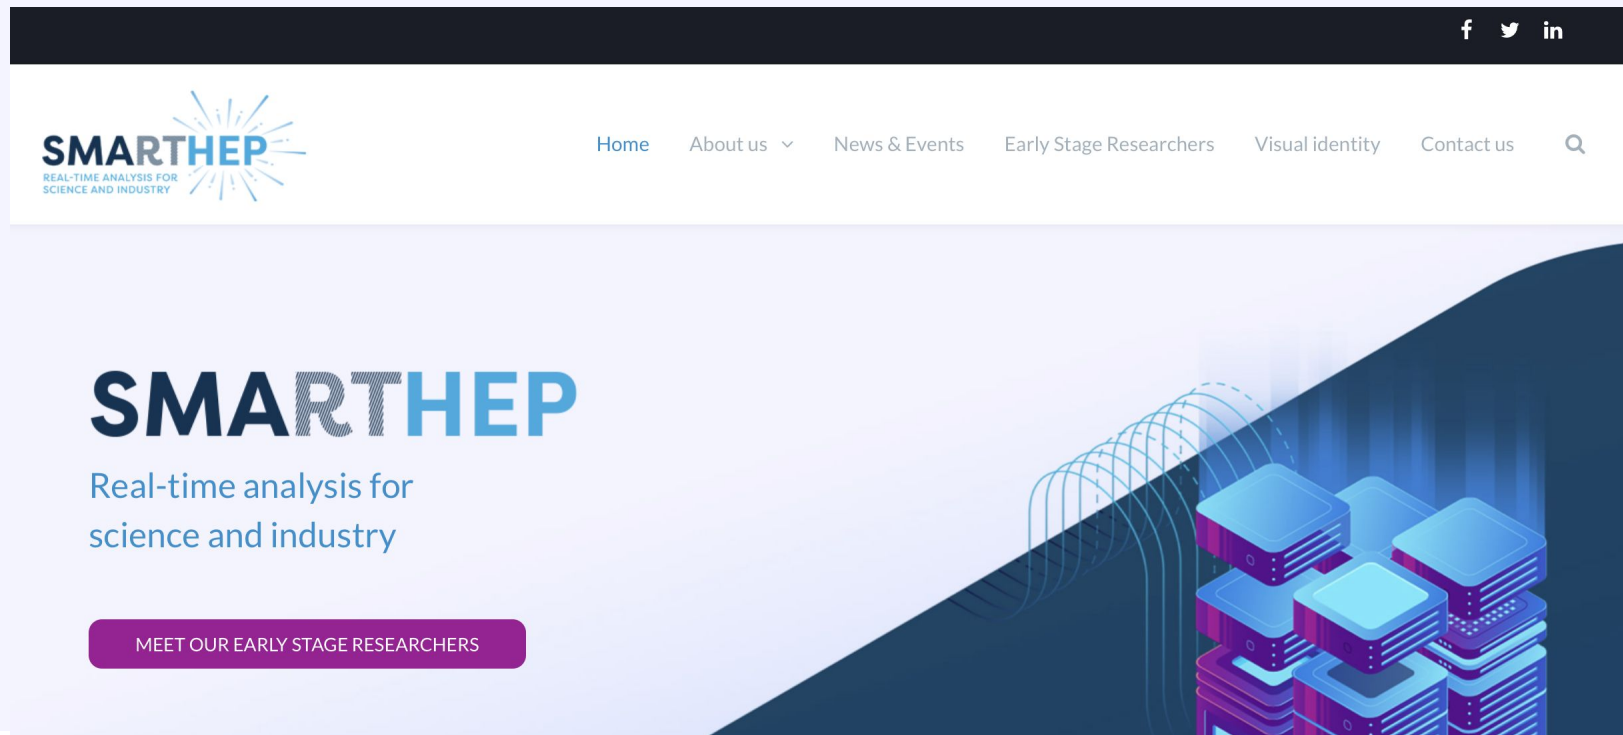 SMARTHEP
REAL-TIME ANALYSIS FOR
SCIENCE AND INDUSTRY
Home
About us
News & Events
Early Stage Researchers
Visual identity
Contact us
SMARTHEP
Real-time analysis for
science and industry
MEET OUR EARLY STAGE RESEARCHERS